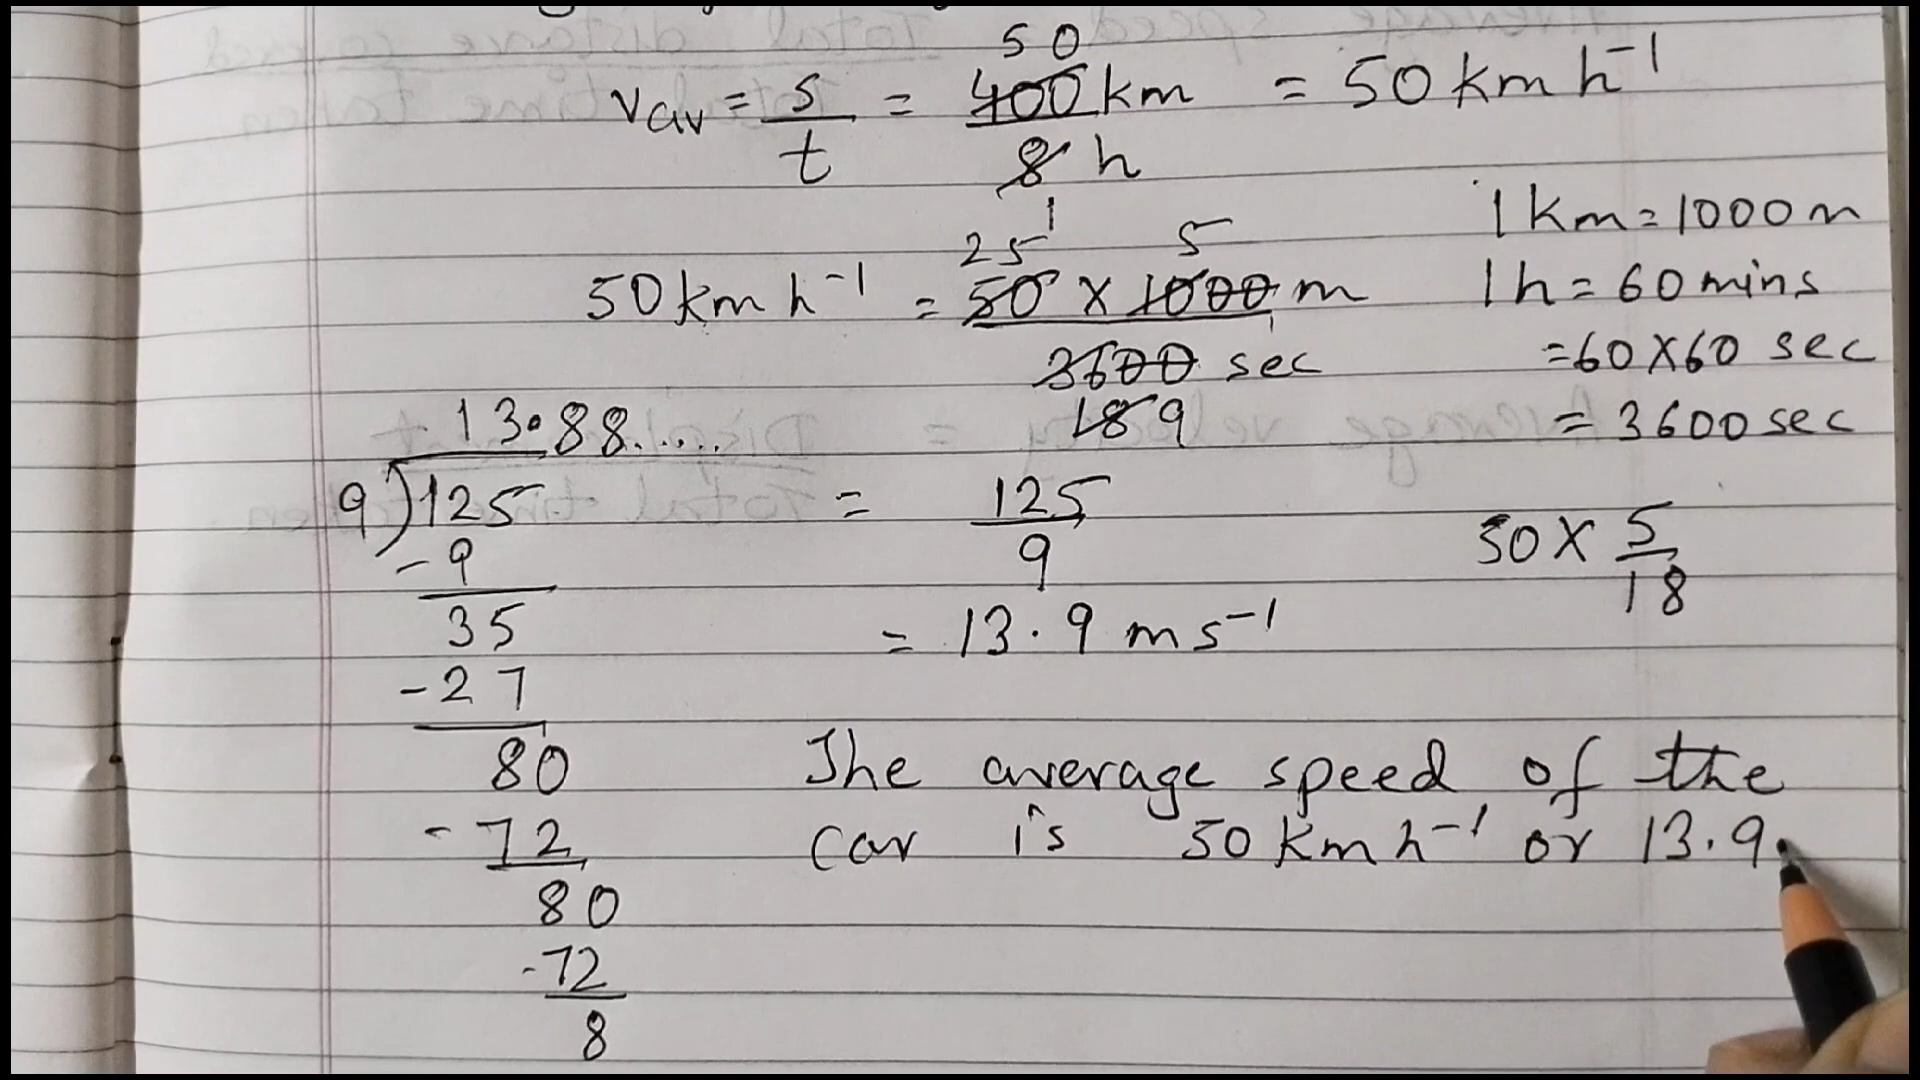 50
v av = s/t = 400 km / 8 h = 50 km h⁻¹
1
25 5
50 km h⁻¹ = 50 × 1000 m / 3600 sec
18 9
1 km = 1000 m
1 h = 60 mins
= 60 × 60 sec
= 3600 sec
13.88....
9)125
-9
35
-27
80
-72
80
-72
8
= 125/9
= 13.9 m s⁻¹
50 × 5/18
The average speed of the
car is 50 km h⁻¹ or 13.9